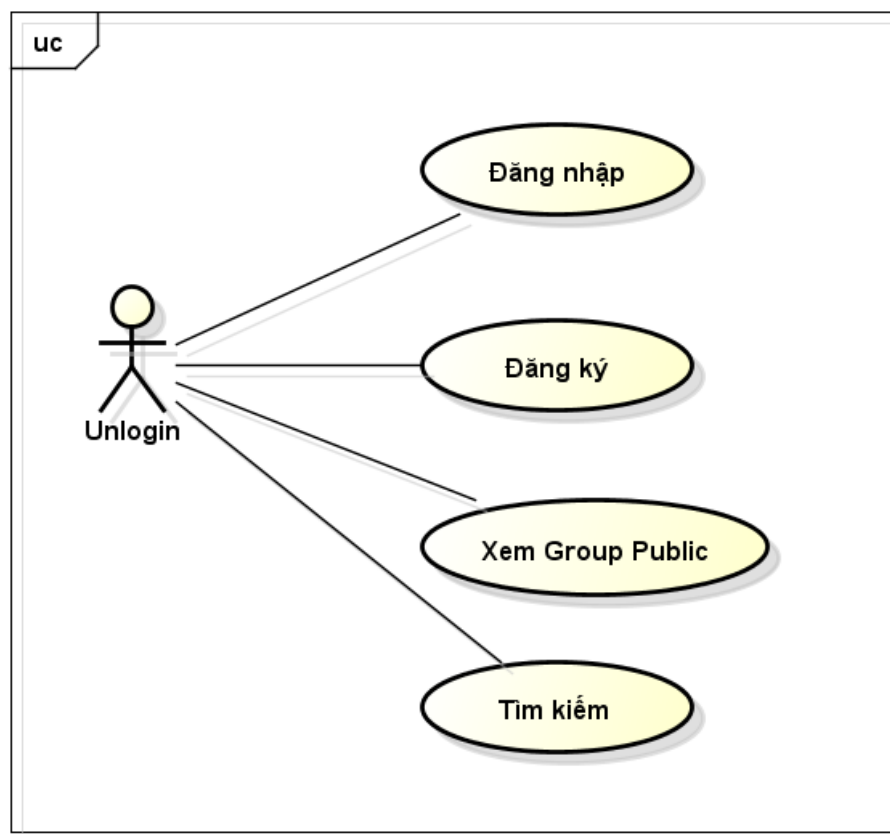 uc
Đăng nhập
Đăng ký
Unlogin
Xem Group Public
Tìm kiếm